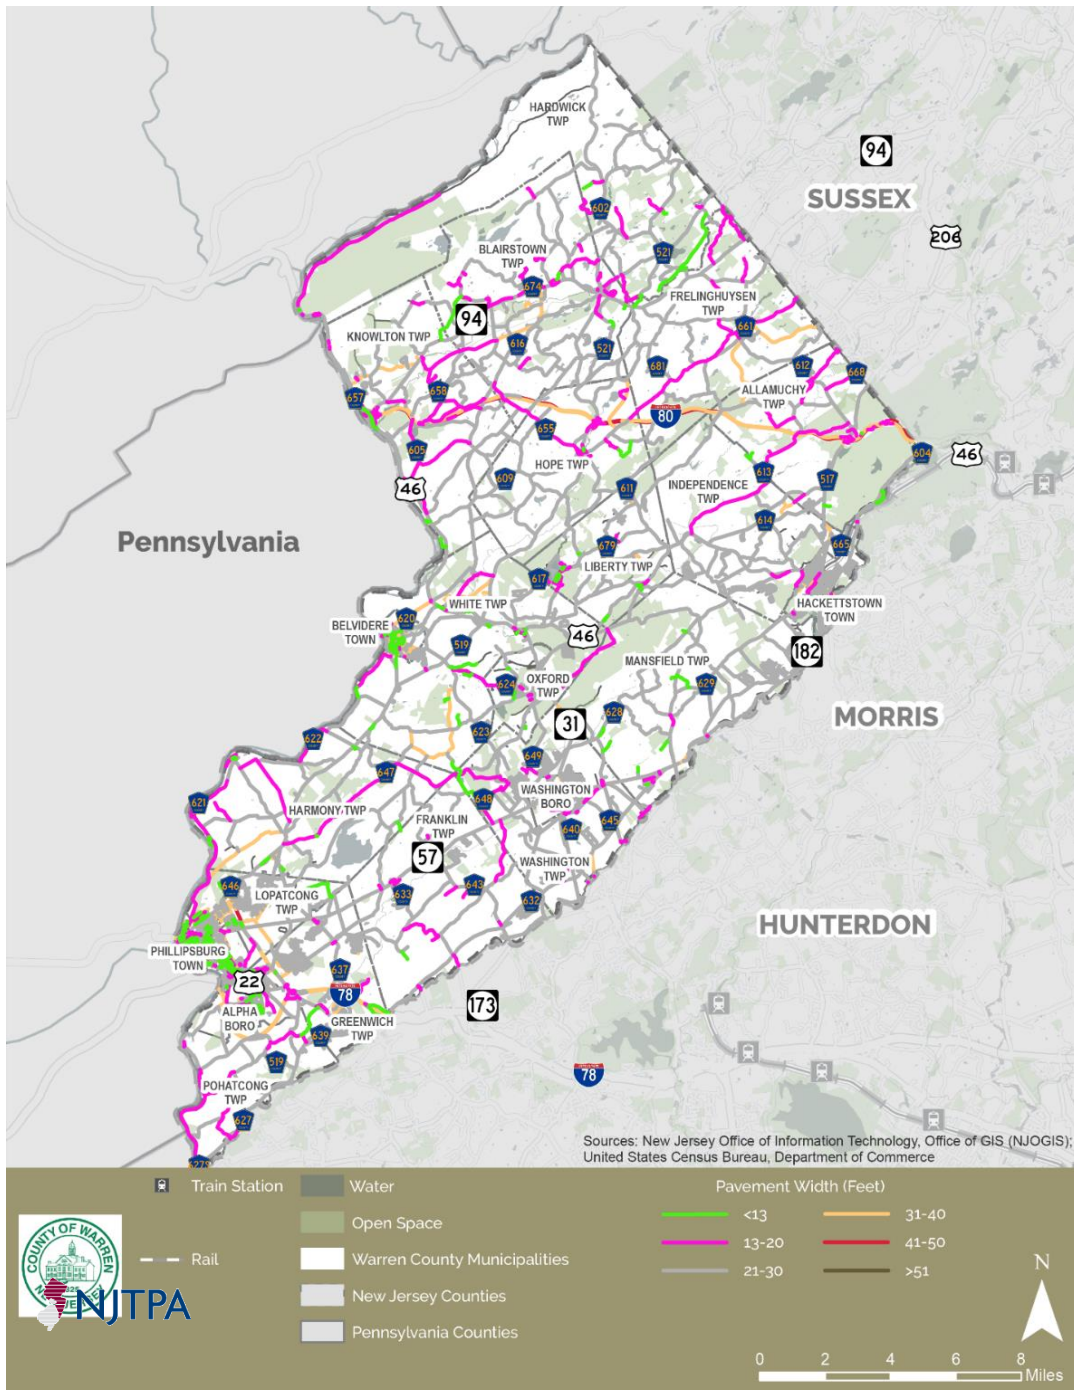 HARDWICK
TWP
94
SUSSEX
206
602
BLAIRSTOWN
TWP
521
674
FRELINGHUYSEN
TWP
94
661
KNOWLTON TWP
616
521
681
612
668
658
657
ALLAMUCHY
TWP
80
655
605
604
46
HOPE TWP
613
46
609
611
INDEPENDENCE
TWP
517
614
Pennsylvania
679
665
617
LIBERTY TWP
WHITE TWP
HACKETTSTOWN
TOWN
620
BELVIDERE
TOWN
46
519
182
MANSFIELD TWP
624
OXFORD
TWP
629
31
628
MORRIS
622
623
649
647
WASHINGTON
BORO
621
648
HARMONY TWP
FRANKLIN
TWP
645
640
57
WASHINGTON
TWP
646
643
633
LOPATCONG
TWP
632
HUNTERDON
PHILLIPSBURG
TOWN
637
22
78
173
ALPHA
BORO
GREENWICH
TWP
639
519
78
POHATCONG
TWP
627
627S
Sources: New Jersey Office of Information Technology, Office of GIS (NJOGIS);
United States Census Bureau, Department of Commerce
Train Station
Rail
Water
Open Space
Warren County Municipalities
New Jersey Counties
Pennsylvania Counties
Pavement Width (Feet)
<13
13-20
21-30
31-40
41-50
>51
COUNTY OF WARREN
NJTPA
N
0 2 4 6 8
Miles